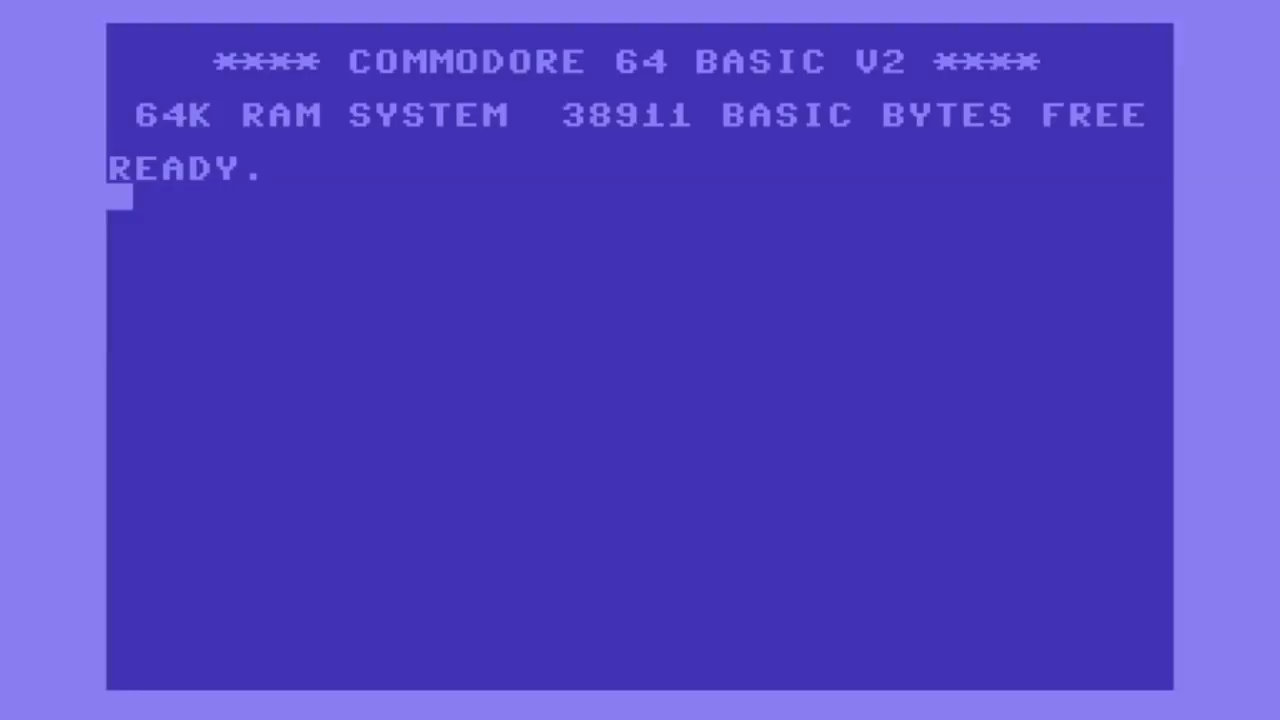 **** COMMODORE 64 BASIC V2 ****
64K RAM SYSTEM  38911 BASIC BYTES FREE
READY.